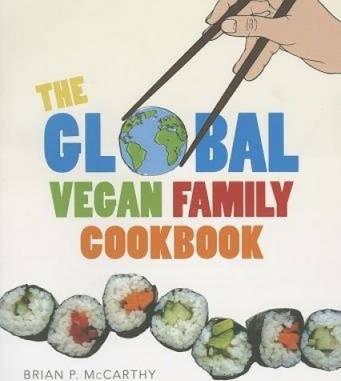 THE
GLOBAL
VEGAN FAMILY
COOKBOOK
BRIAN P. McCARTHY